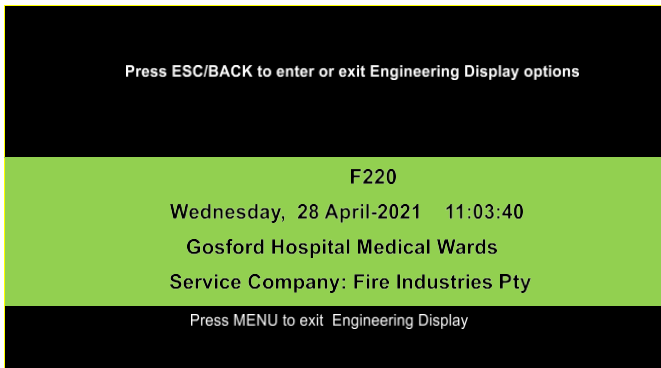 Press ESC/BACK to enter or exit Engineering Display options
F220
Wednesday, 28 April-2021 11:03:40
Gosford Hospital Medical Wards
Service Company: Fire Industries Pty
Press MENU to exit Engineering Display